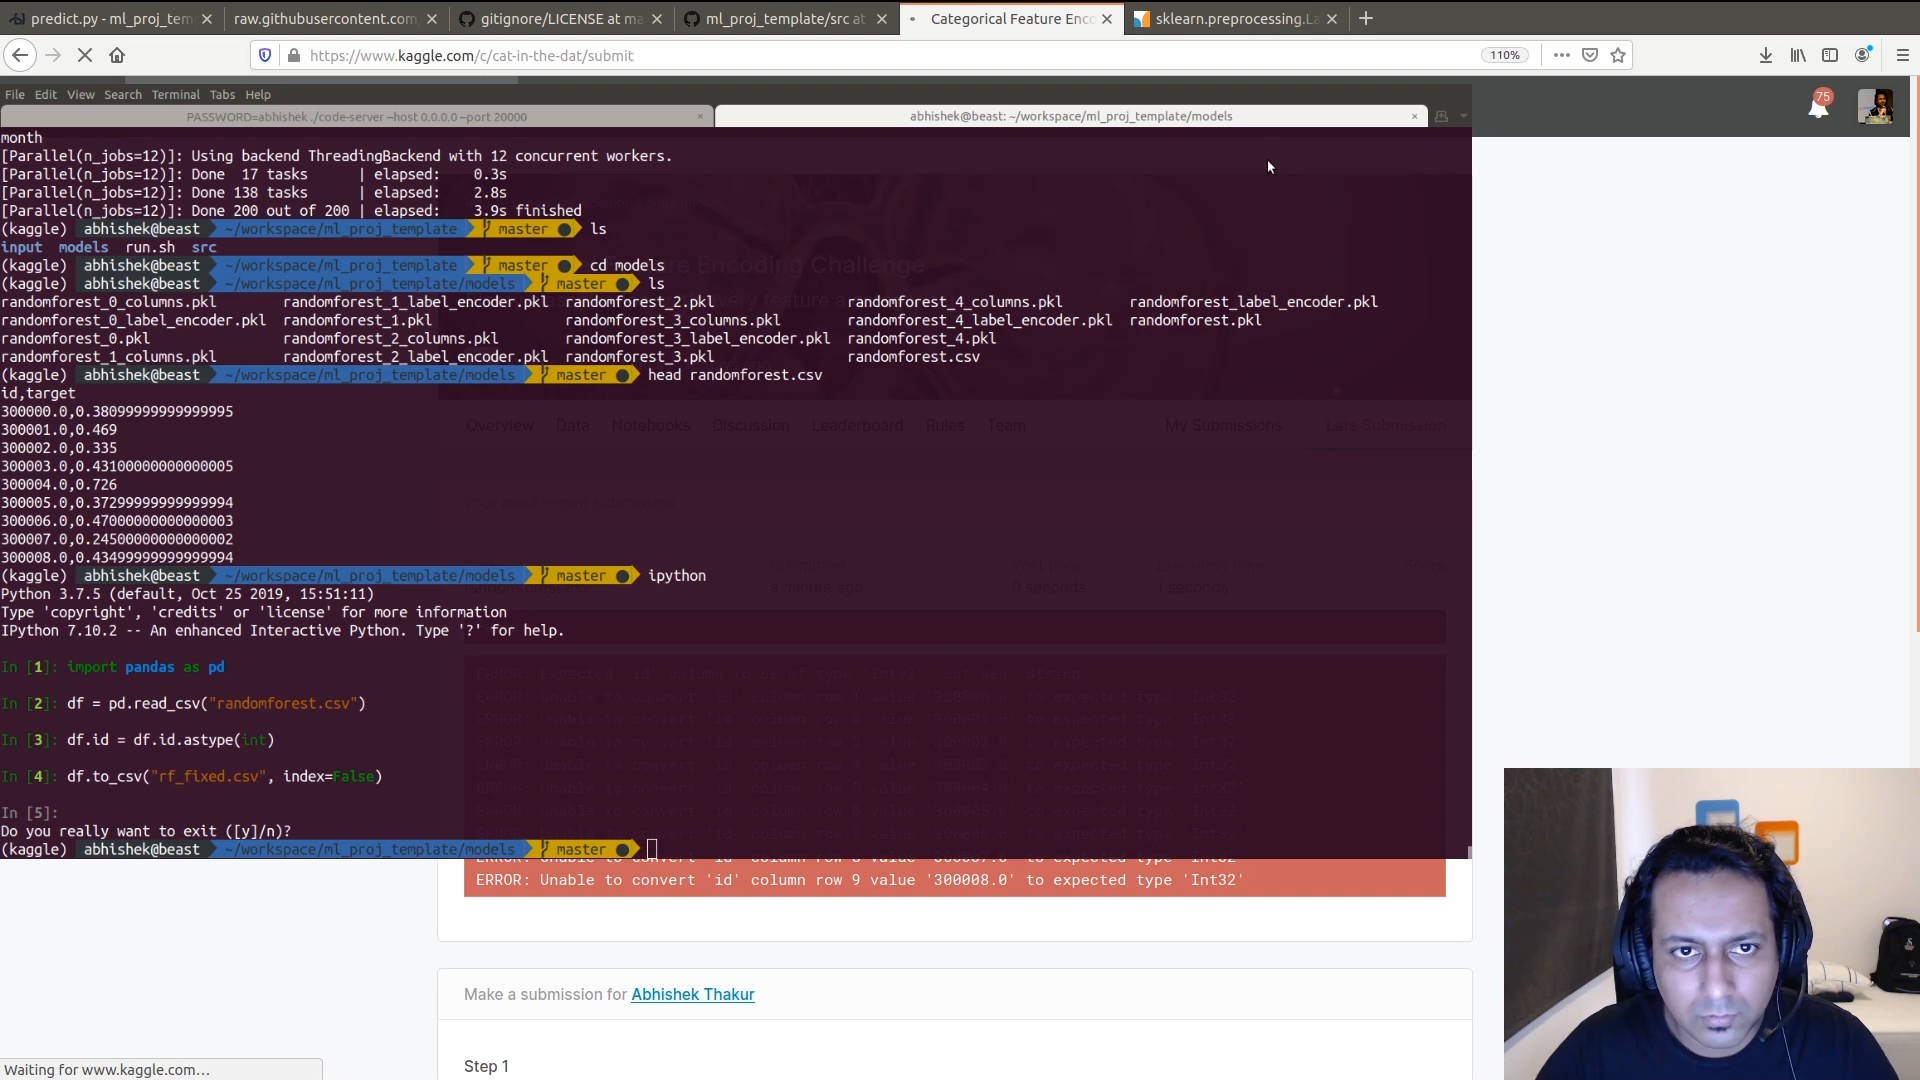 predict.py - ml_proj_tem
raw.githubusercontent.com
gitignore/LICENSE at ma
ml_proj_template/src at
Categorical Feature Enc
sklearn.preprocessing.La
https://www.kaggle.com/c/cat-in-the-dat/submit
110%
75
File Edit View Search Terminal Tabs Help
PASSWORD=abhishek ./code-server --host 0.0.0.0 --port 20000
abhishek@beast: ~/workspace/ml_proj_template/models
month
[Parallel(n_jobs=12)]: Using backend ThreadingBackend with 12 concurrent workers.
[Parallel(n_jobs=12)]: Done  17 tasks      | elapsed:    0.3s
[Parallel(n_jobs=12)]: Done 138 tasks      | elapsed:    2.8s
[Parallel(n_jobs=12)]: Done 200 out of 200 | elapsed:    3.9s finished
(kaggle) abhishek@beast ~/workspace/ml_proj_template master ls
input models run.sh src
(kaggle) abhishek@beast ~/workspace/ml_proj_template master cd models
(kaggle) abhishek@beast ~/workspace/ml_proj_template/models master ls
randomforest_0_columns.pkl randomforest_1_label_encoder.pkl randomforest_2.pkl randomforest_4_columns.pkl randomforest_label_encoder.pkl
randomforest_0_label_encoder.pkl randomforest_1.pkl randomforest_3_columns.pkl randomforest_4_label_encoder.pkl randomforest.pkl
randomforest_0.pkl randomforest_2_columns.pkl randomforest_3_label_encoder.pkl randomforest_4.pkl
randomforest_1_columns.pkl randomforest_2_label_encoder.pkl randomforest_3.pkl randomforest.csv
(kaggle) abhishek@beast ~/workspace/ml_proj_template/models master head randomforest.csv
id,target
300000.0,0.38099999999999995
300001.0,0.469
300002.0,0.335
300003.0,0.43100000000000005
300004.0,0.726
300005.0,0.37299999999999994
300006.0,0.47000000000000003
300007.0,0.24500000000000002
300008.0,0.43499999999999994
Overview Data Notebooks Discussion Leaderboard Rules Team My Submissions Late Submission
(kaggle) abhishek@beast ~/workspace/ml_proj_template/models master ipython
Python 3.7.5 (default, Oct 25 2019, 15:51:11)
Type 'copyright', 'credits' or 'license' for more information
IPython 7.10.2 -- An enhanced Interactive Python. Type '?' for help.
In [1]: import pandas as pd
In [2]: df = pd.read_csv("randomforest.csv")
In [3]: df.id = df.id.astype(int)
In [4]: df.to_csv("rf_fixed.csv", index=False)
In [5]:
Do you really want to exit ([y]/n)?
(kaggle) abhishek@beast ~/workspace/ml_proj_template/models master
ERROR: Unable to convert 'id' column row 9 value '300008.0' to expected type 'Int32'
Make a submission for Abhishek Thakur
Step 1
Waiting for www.kaggle.com...